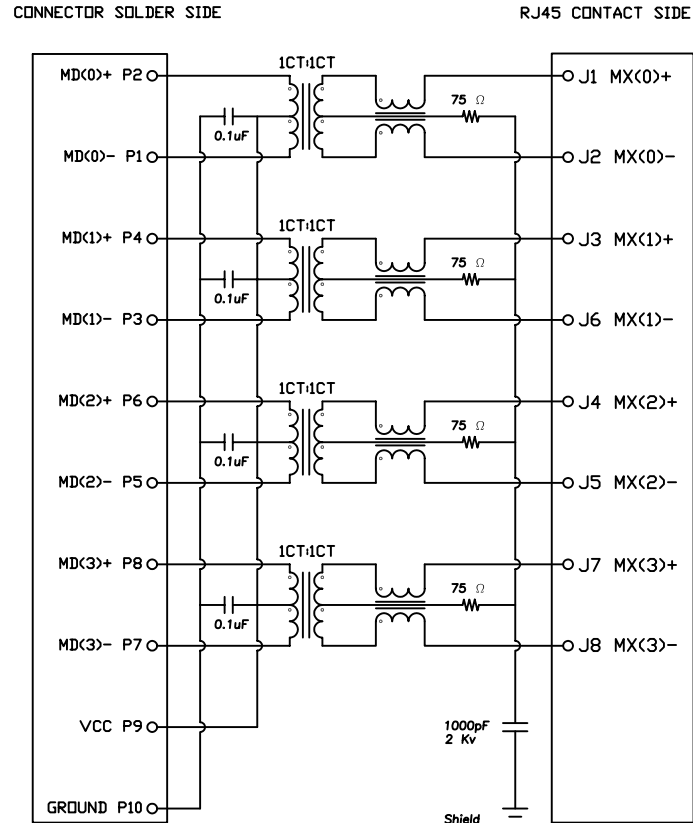 CONNECTOR SOLDER SIDE
RJ45 CONTACT SIDE
MD(0)+ P2
1CT:1CT
J1 MX(0)+
75 Ω
0.1uF
MD(0)- P1
J2 MX(0)-
MD(1)+ P4
1CT:1CT
J3 MX(1)+
75 Ω
0.1uF
MD(1)- P3
J6 MX(1)-
MD(2)+ P6
1CT:1CT
J4 MX(2)+
75 Ω
0.1uF
MD(2)- P5
J5 MX(2)-
MD(3)+ P8
1CT:1CT
J7 MX(3)+
75 Ω
0.1uF
MD(3)- P7
J8 MX(3)-
VCC P9
1000pF
2 Kv
GROUND P10
Shield